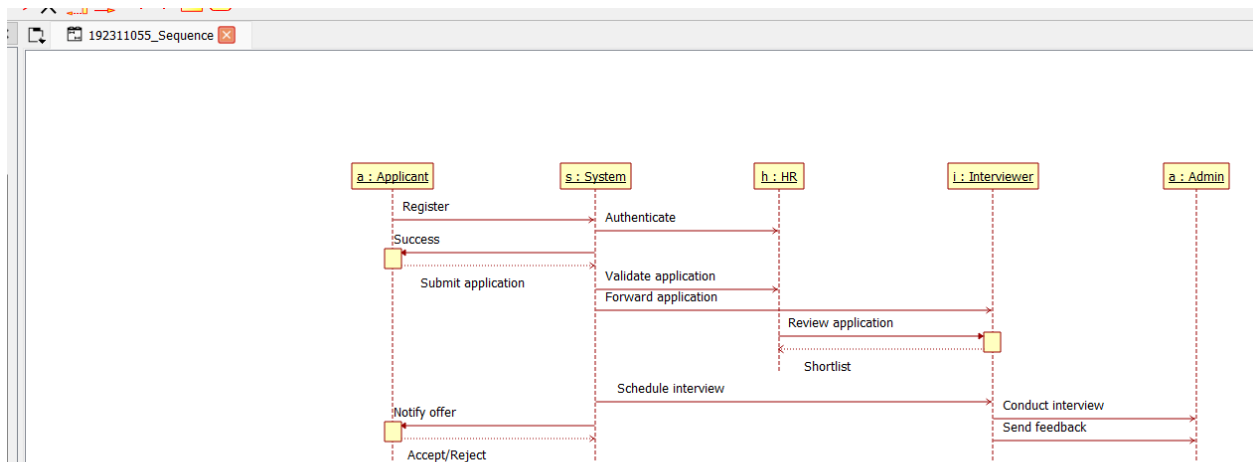 192311055_Sequence
a : Applicant
s : System
h : HR
i : Interviewer
a : Admin
Register
Authenticate
Success
Submit application
Validate application
Forward application
Review application
Shortlist
Schedule interview
Notify offer
Conduct interview
Send feedback
Accept/Reject